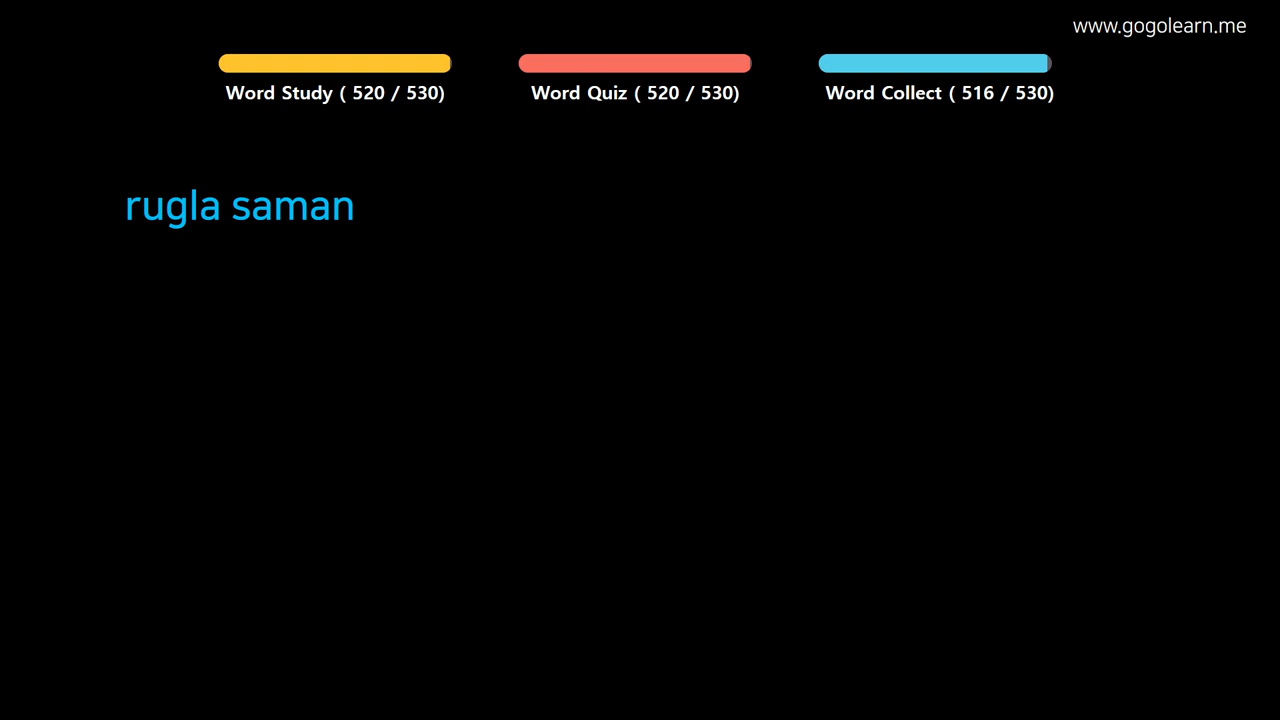 www.gogolearn.me
Word Study ( 520 / 530)
Word Quiz ( 520 / 530)
Word Collect ( 516 / 530)
rugla saman